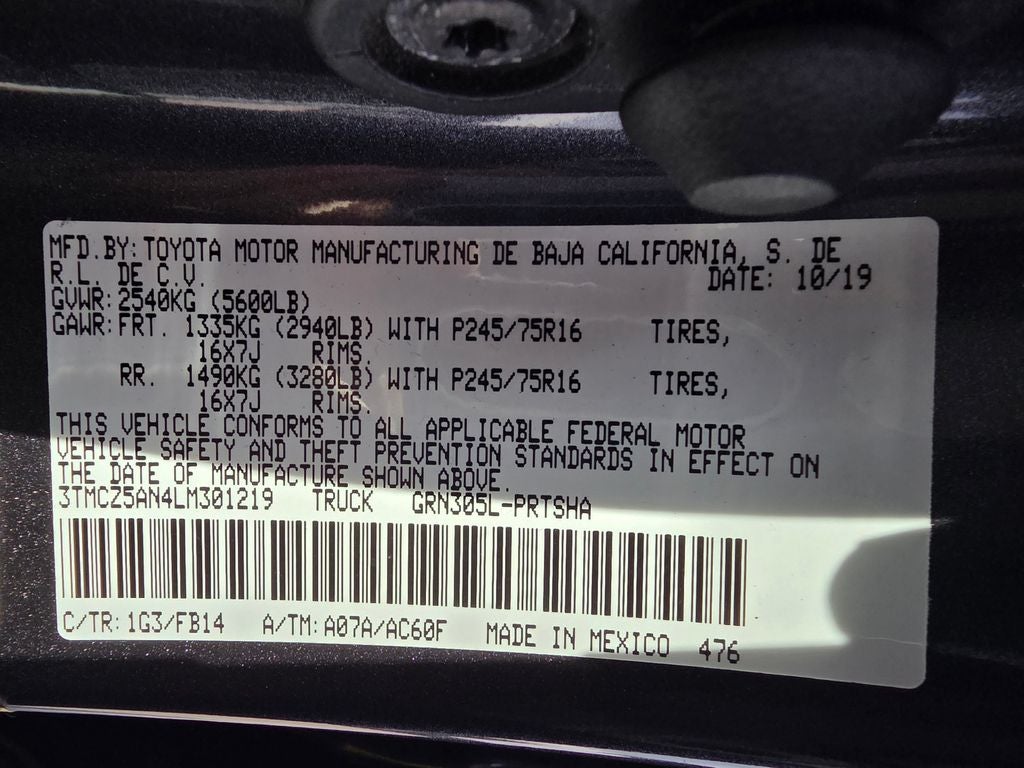 MFD.BY: TOYOTA MOTOR MANUFACTURING DE BAJA CALIFORNIA, S. DE
R.L. DE C.V. DATE: 10/19
GVWR: 2540KG (5600LB)
GAWR: FRT. 1335KG (2940LB) WITH P245/75R16 TIRES,
16X7J RIMS.
RR. 1490KG (3280LB) WITH P245/75R16 TIRES,
16X7J RIMS.
THIS VEHICLE CONFORMS TO ALL APPLICABLE FEDERAL MOTOR
VEHICLE SAFETY AND THEFT PREVENTION STANDARDS IN EFFECT ON
THE DATE OF MANUFACTURE SHOWN ABOVE.
3TMCZ5AN4LM301219 TRUCK GRN305L-PRTSHA
C/TR: 1G3/FB14 A/TM: A07A/AC60F MADE IN MEXICO 476